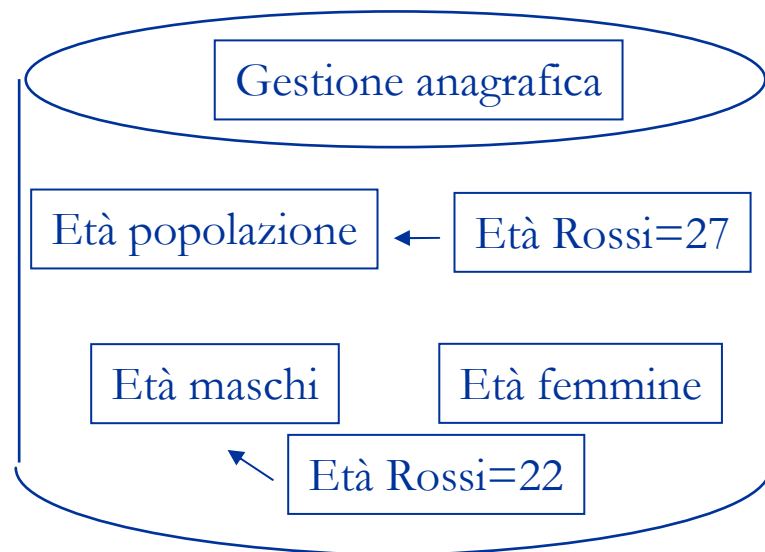 Gestione anagrafica
Età popolazione
Età Rossi=27
Età maschi
Età femmine
Età Rossi=22